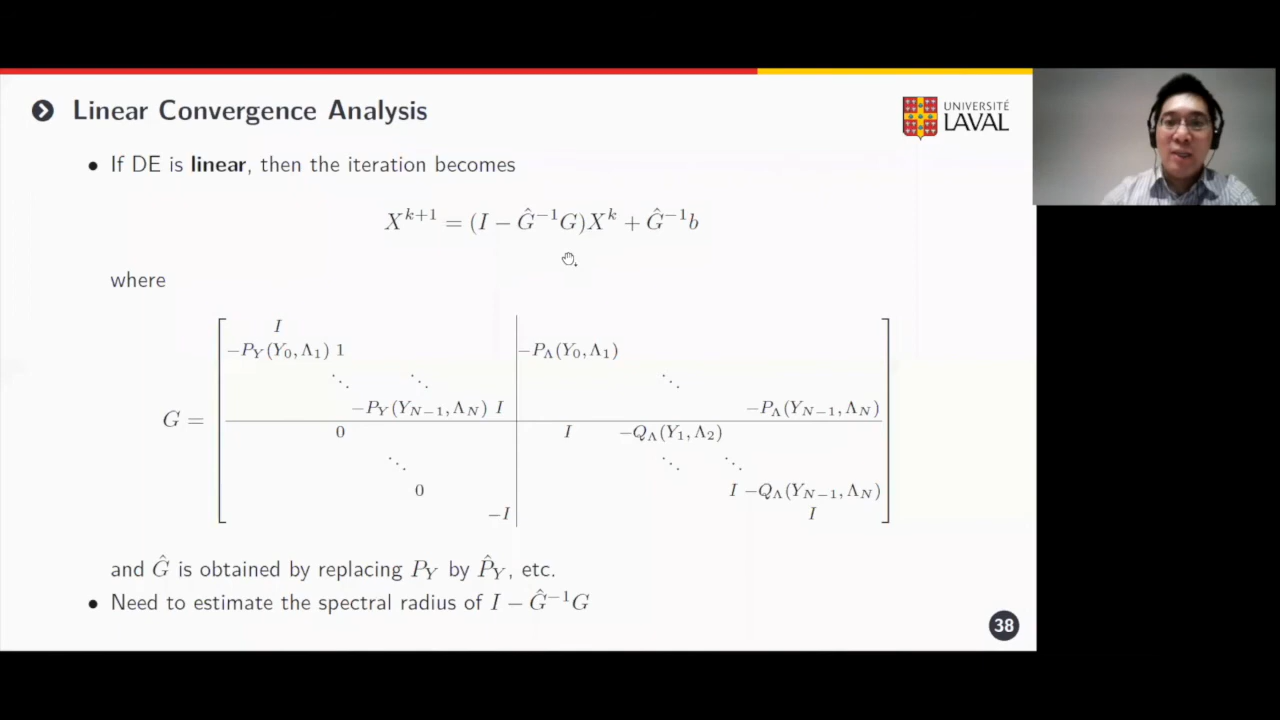 Linear Convergence Analysis
UNIVERSITÉ
LAVAL
• If DE is linear, then the iteration becomes
X^{k+1} = (I − Ĝ^{−1}G)X^k + Ĝ^{−1}b
where
I
−P_Y(Y_0, Λ_1) 1 −P_Λ(Y_0, Λ_1)
⋱ ⋱ ⋱
−P_Y(Y_{N−1}, Λ_N) I −P_Λ(Y_{N−1}, Λ_N)
G =
0 I −Q_Λ(Y_1, Λ_2)
⋱ ⋱ ⋱
0 I −Q_Λ(Y_{N−1}, Λ_N)
−I I
and Ĝ is obtained by replacing P_Y by P̂_Y, etc.
• Need to estimate the spectral radius of I − Ĝ^{−1}G
38